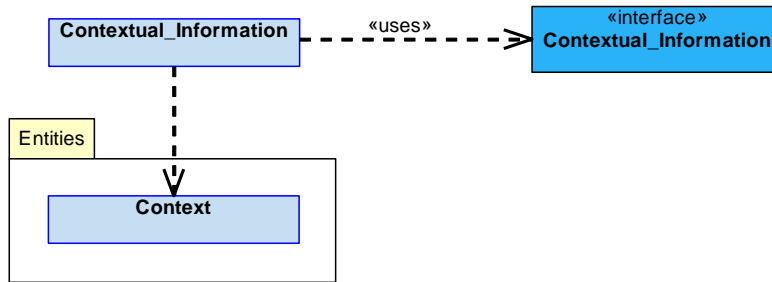 Contextual_Information
«uses»
«interface»
Contextual_Information
Entities
Context